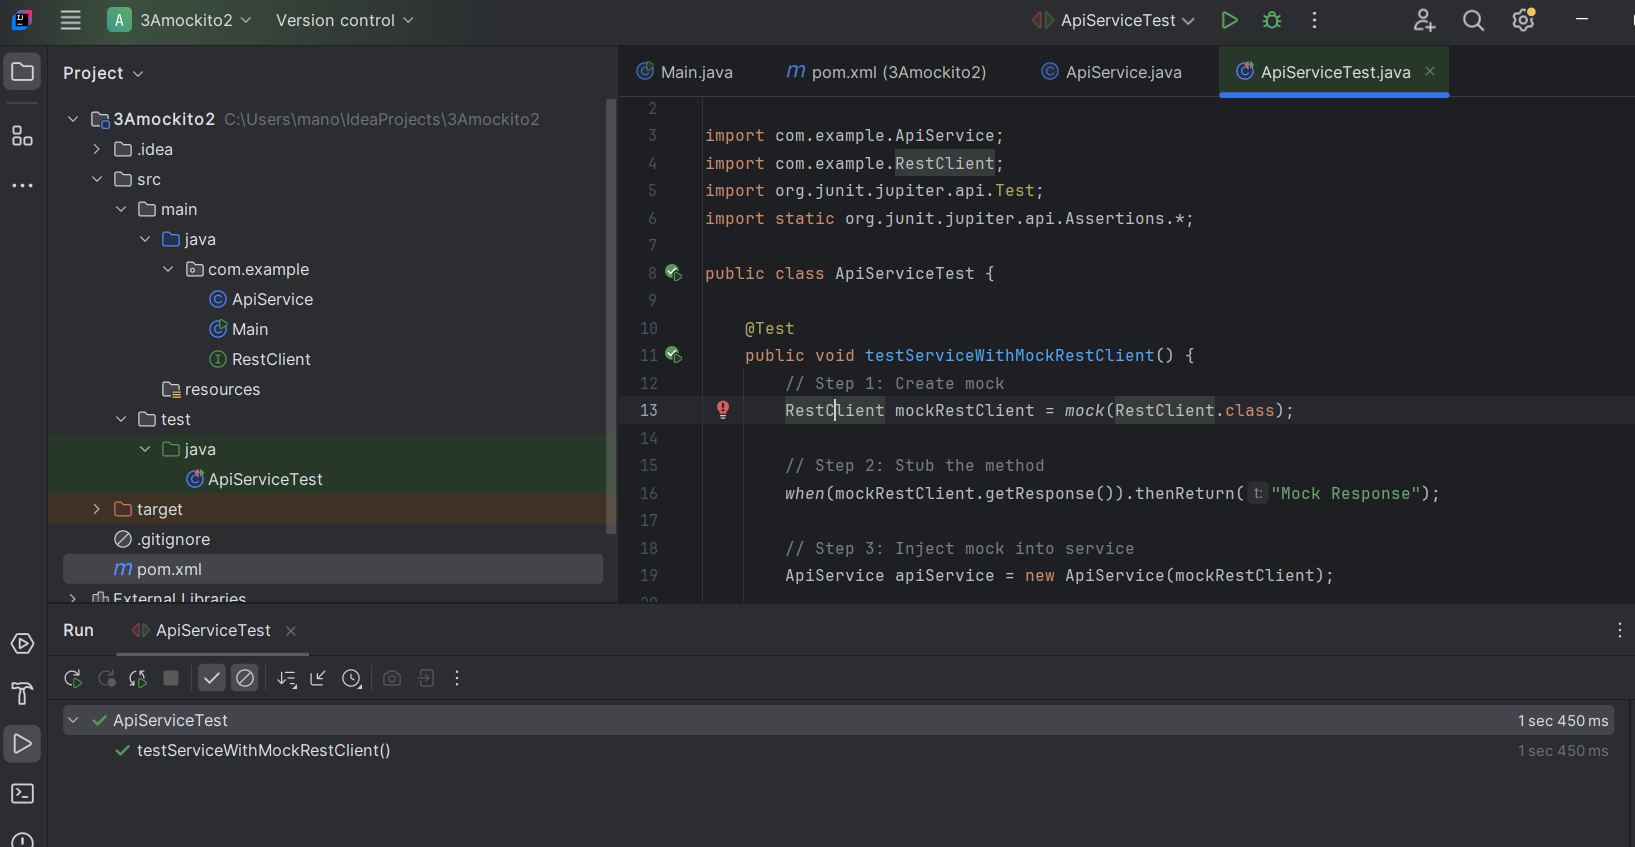 A 3Amockito2 Version control ApiServiceTest
Project
Main.java pom.xml (3Amockito2) ApiService.java ApiServiceTest.java
3Amockito2 C:\Users\mano\IdeaProjects\3Amockito2
.idea
src
main
java
com.example
ApiService
Main
RestClient
resources
test
java
ApiServiceTest
target
.gitignore
pom.xml
External Libraries
2
3 import com.example.ApiService;
4 import com.example.RestClient;
5 import org.junit.jupiter.api.Test;
6 import static org.junit.jupiter.api.Assertions.*;
7
8 public class ApiServiceTest {
9
10 @Test
11 public void testServiceWithMockRestClient() {
12 // Step 1: Create mock
13 RestClient mockRestClient = mock(RestClient.class);
14
15 // Step 2: Stub the method
16 when(mockRestClient.getResponse()).thenReturn( t: "Mock Response");
17
18 // Step 3: Inject mock into service
19 ApiService apiService = new ApiService(mockRestClient);
20
Run ApiServiceTest
ApiServiceTest 1 sec 450 ms
testServiceWithMockRestClient() 1 sec 450 ms